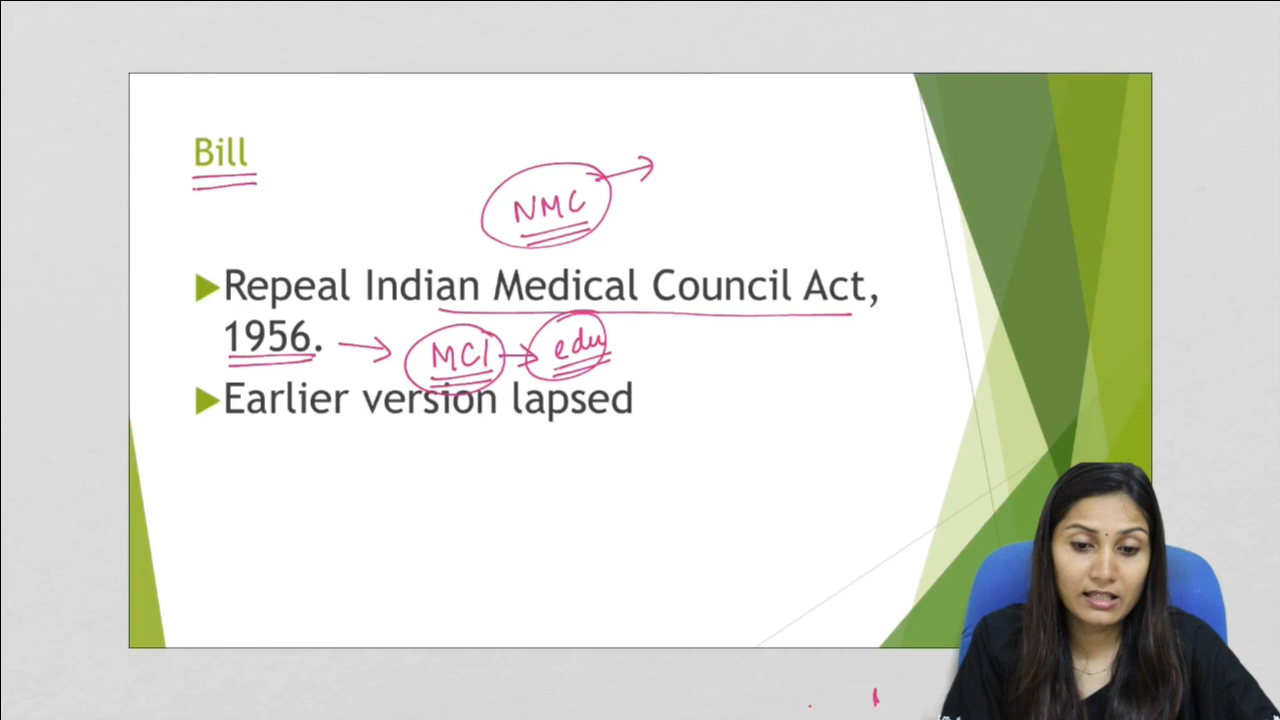 Bill
NMC
Repeal Indian Medical Council Act,
1956. → MCI → edu
Earlier version lapsed